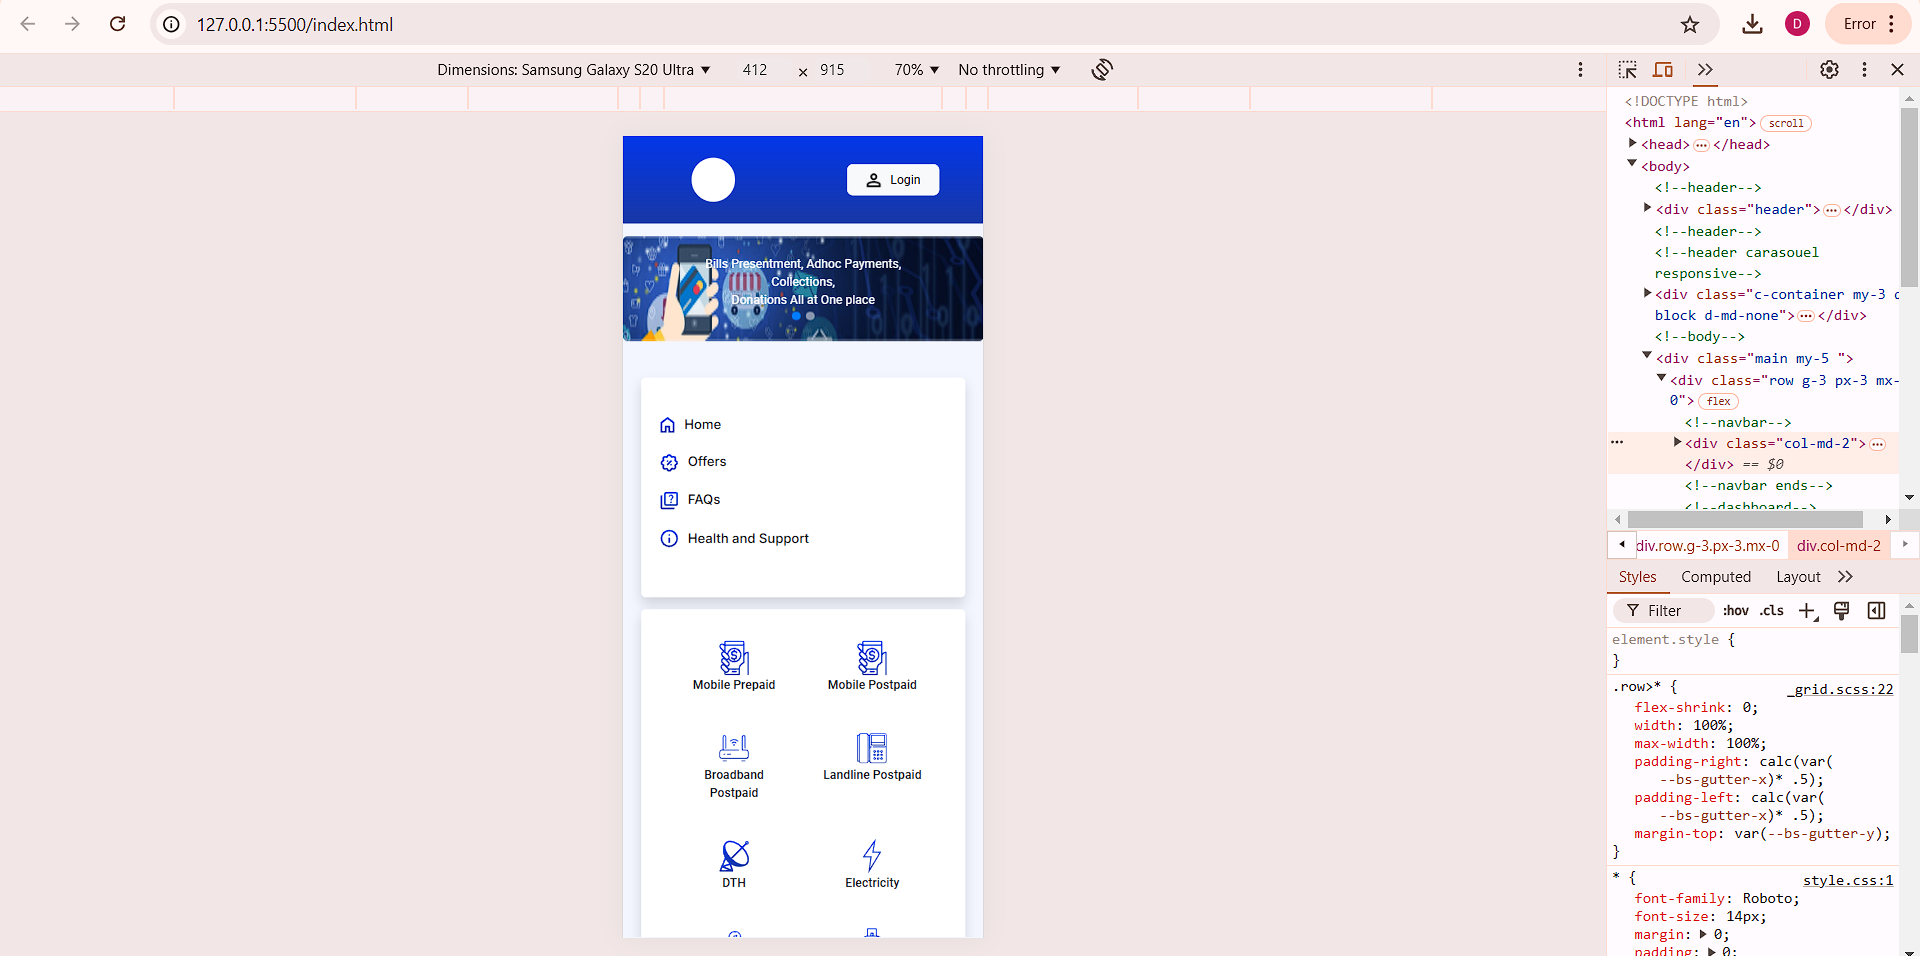 127.0.0.1:5500/index.html
D
Error
Dimensions: Samsung Galaxy S20 Ultra
412 × 915
70%
No throttling
Login
Bills Presentment, Adhoc Payments,
Collections,
Donations All at One place
Home
Offers
FAQs
Health and Support
Mobile Prepaid
Mobile Postpaid
Broadband
Postpaid
Landline Postpaid
DTH
Electricity
<!DOCTYPE html>
<html lang="en"> scroll
<head> ⋯ </head>
<body>
<!--header-->
<div class="header"> ⋯ </div>
<!--header-->
<!--header carasouel
responsive-->
<div class="c-container my-3 d
block d-md-none"> ⋯ </div>
<!--body-->
<div class="main my-5 ">
<div class="row g-3 px-3 mx-
0"> flex
<!--navbar-->
<div class="col-md-2"> ⋯
</div> == $0
<!--navbar ends-->
<!--dashboard-->
div.row.g-3.px-3.mx-0
div.col-md-2
Styles
Computed
Layout
Filter
:hov
.cls
element.style {
}
.row>* {
_grid.scss:22
flex-shrink: 0;
width: 100%;
max-width: 100%;
padding-right: calc(var(
--bs-gutter-x)* .5);
padding-left: calc(var(
--bs-gutter-x)* .5);
margin-top: var(--bs-gutter-y);
}
* {
style.css:1
font-family: Roboto;
font-size: 14px;
margin: 0;
padding: 0;